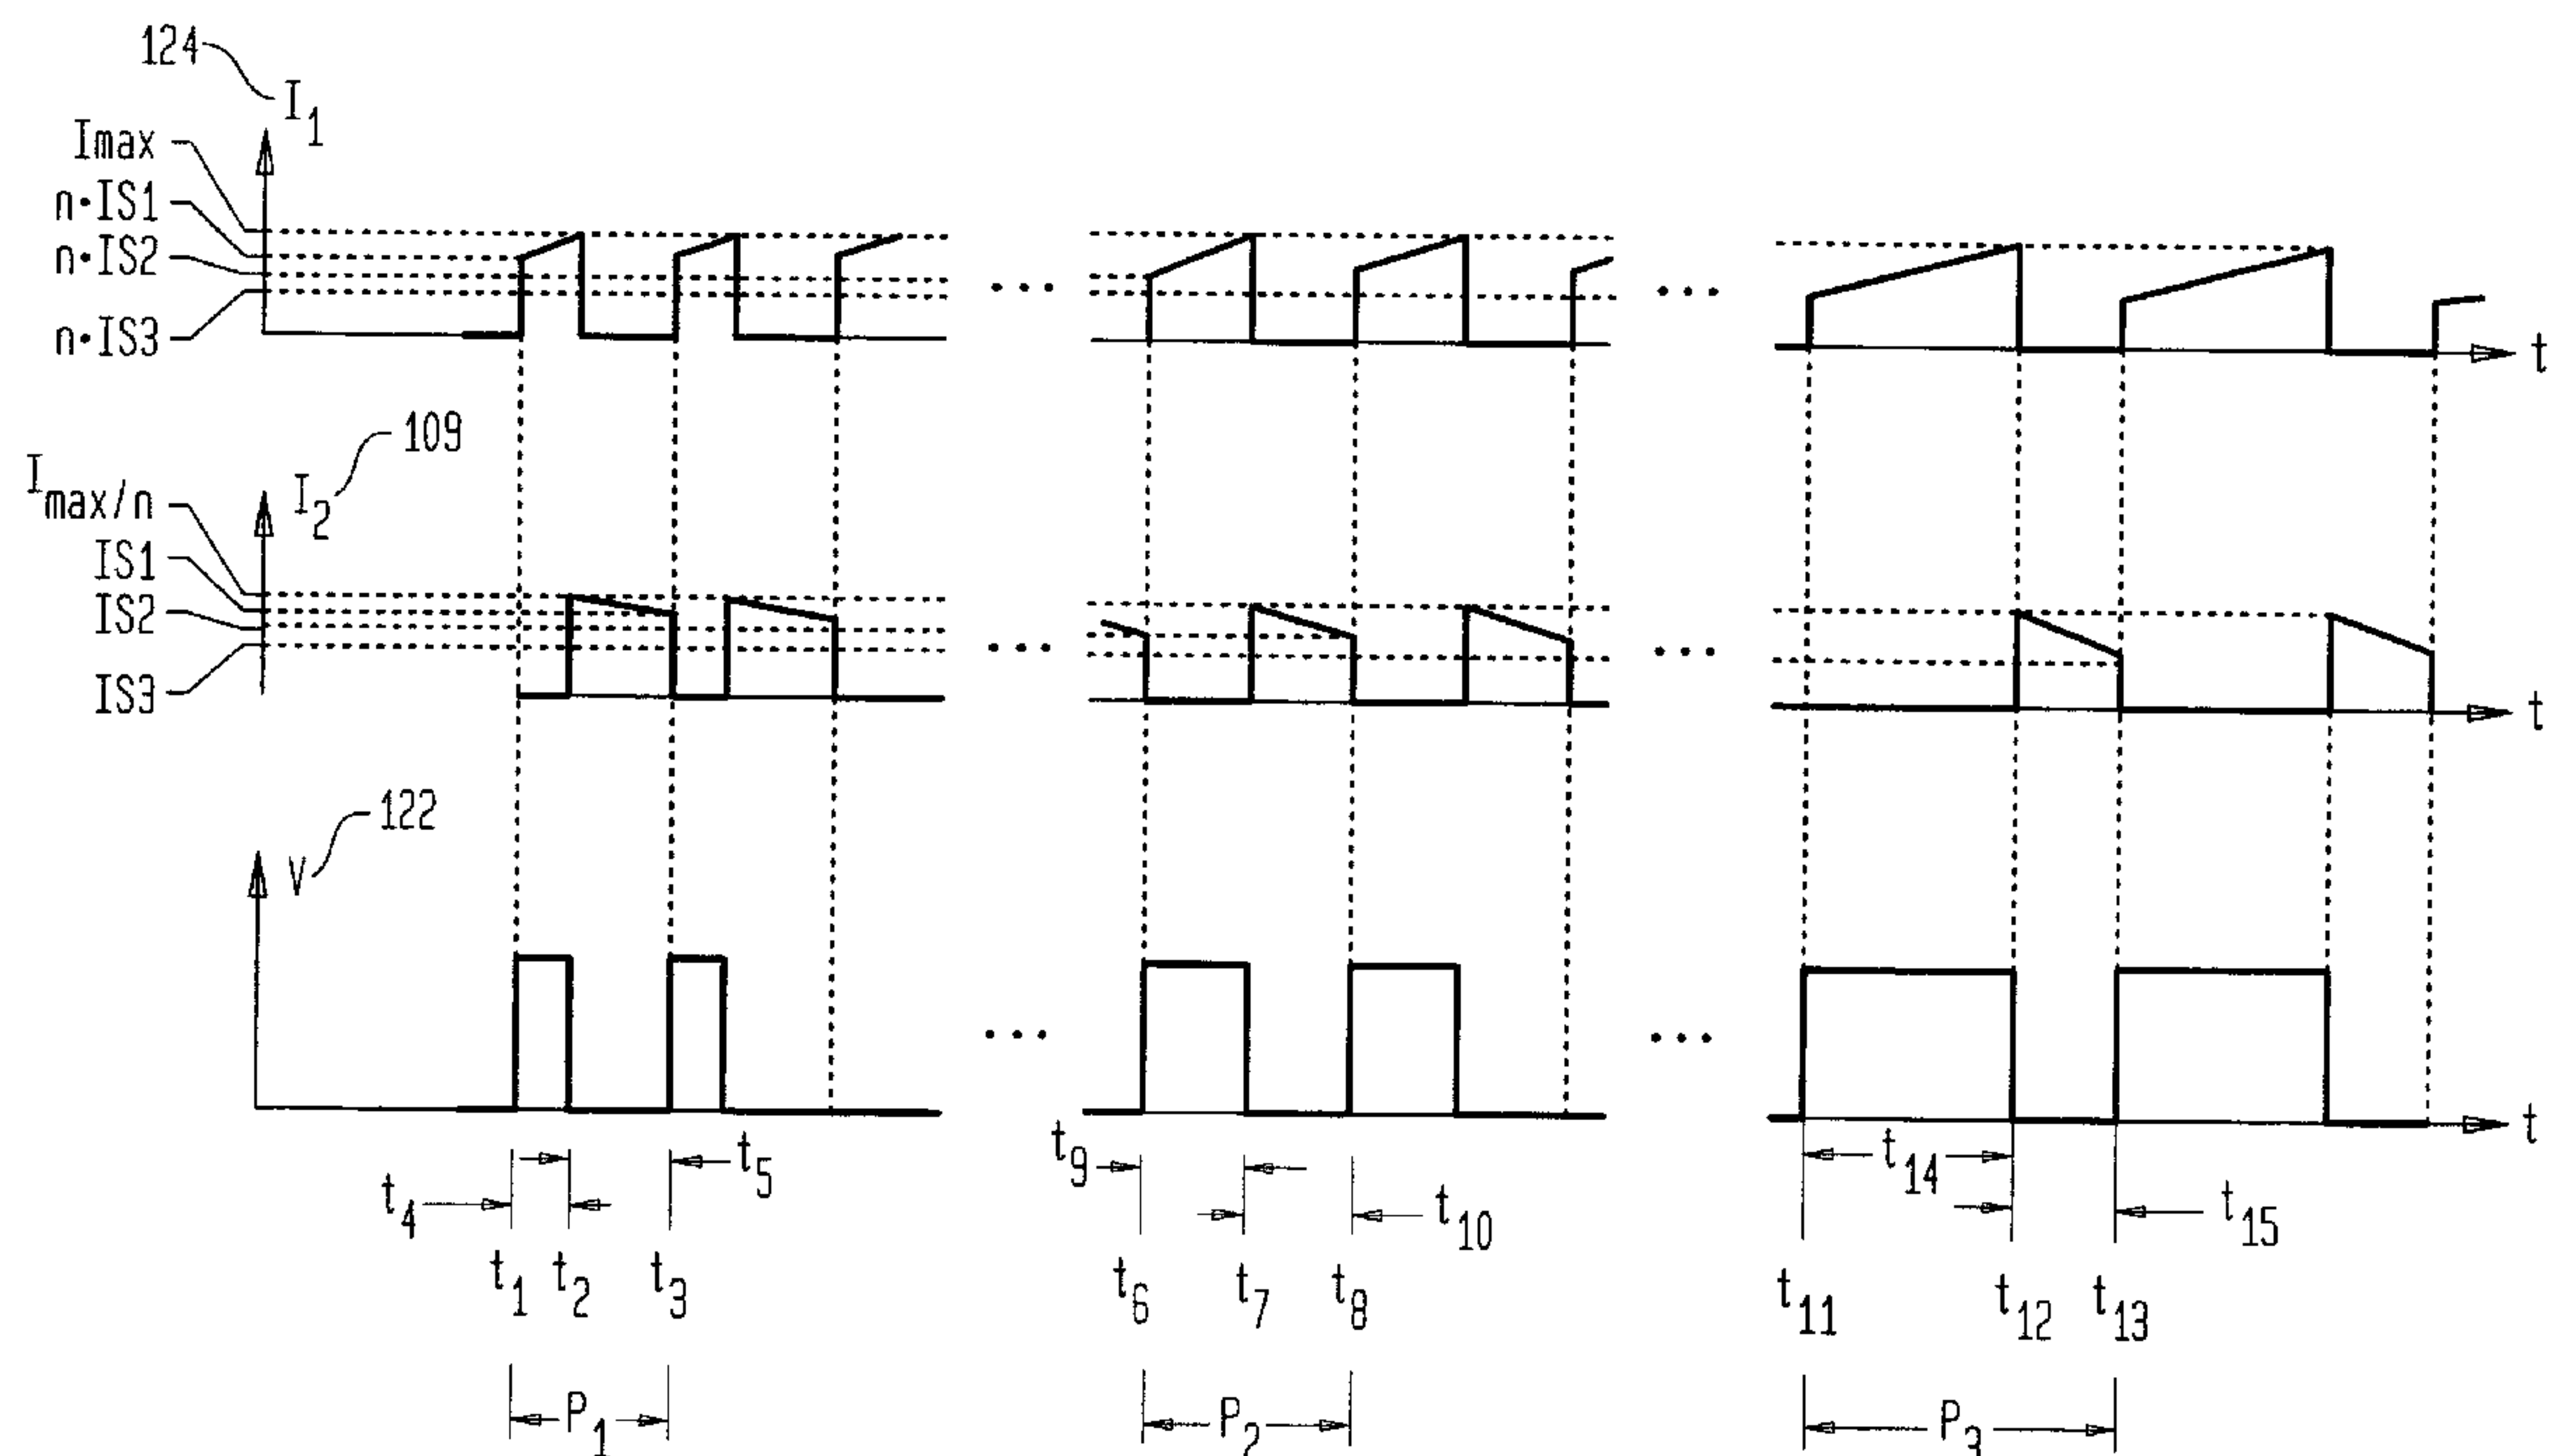 124
I1
Imax
n·IS1
n·IS2
n·IS3
t
109
I2
Imax/n
IS1
IS2
IS3
t
122
V
t
t4
t5
t9
t10
t14
t15
t1 t2 t3 t6 t7 t8 t11 t12 t13
P1 P2 P3